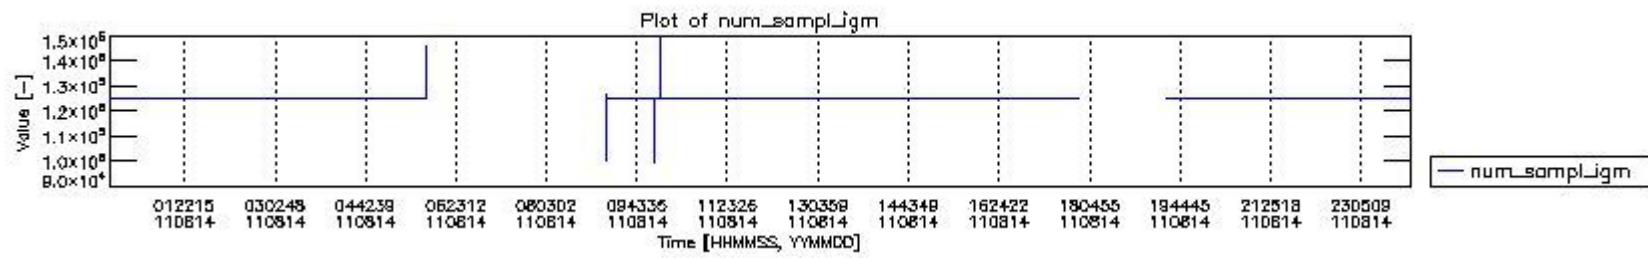 Plot of num_sampl_igm
1.5×10⁵
1.4×10⁵
1.3×10⁵
1.2×10⁵
1.1×10⁵
1.0×10⁵
9.0×10⁴
Value [-]
012215 030248 044239 062312 080302 094335 112326 130359 144349 162422 180455 194445 212518 230509
110814 110814 110814 110814 110814 110814 110814 110814 110814 110814 110814 110814 110814 110814
Time [HHMMSS, YYMMDD]
num_sampl_igm